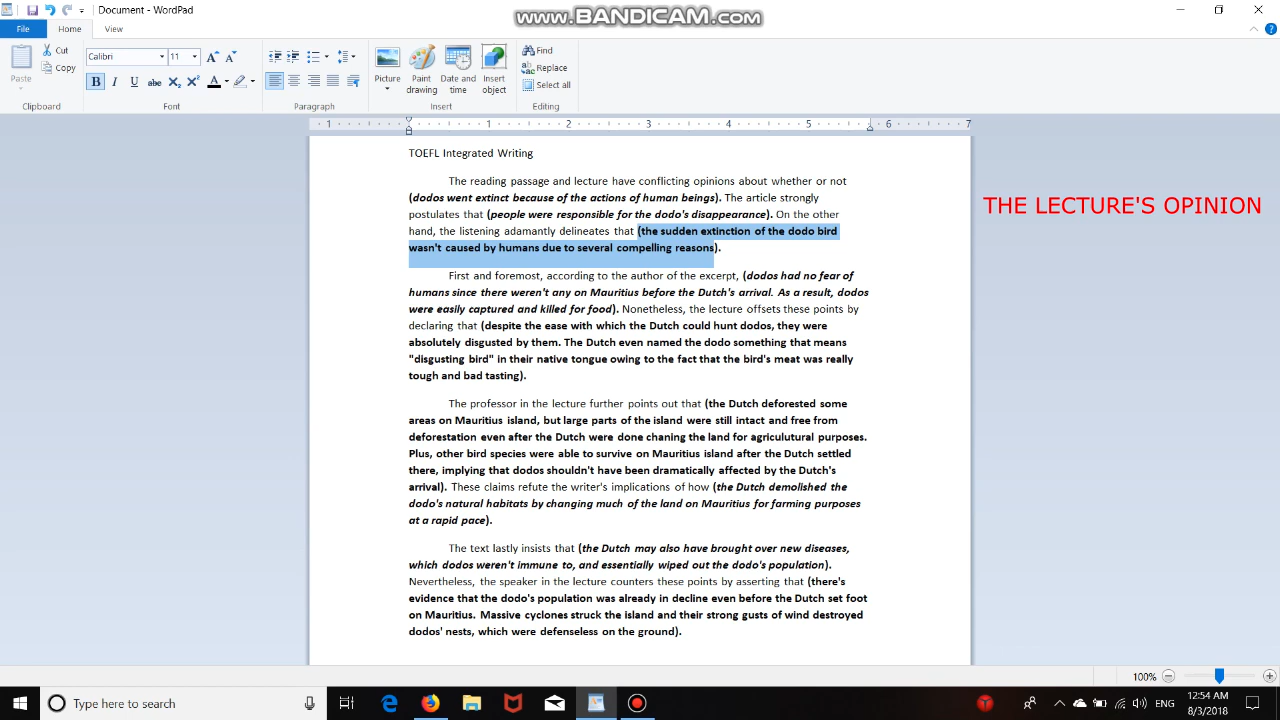 Document - WordPad
www.BANDICAM.com
File
Home
View
Paste
Cut
Copy
Clipboard
Calibri
11
Font
Paragraph
Picture
Paint drawing
Date and time
Insert object
Insert
Find
Replace
Select all
Editing
1 1 2 3 4 5 6 7
TOEFL Integrated Writing
The reading passage and lecture have conflicting opinions about whether or not
(dodos went extinct because of the actions of human beings). The article strongly
postulates that (people were responsible for the dodo's disappearance). On the other
hand, the listening adamantly delineates that (the sudden extinction of the dodo bird
wasn't caused by humans due to several compelling reasons).
THE LECTURE'S OPINION
First and foremost, according to the author of the excerpt, (dodos had no fear of
humans since there weren't any on Mauritius before the Dutch's arrival. As a result, dodos
were easily captured and killed for food). Nonetheless, the lecture offsets these points by
declaring that (despite the ease with which the Dutch could hunt dodos, they were
absolutely disgusted by them. The Dutch even named the dodo something that means
"disgusting bird" in their native tongue owing to the fact that the bird's meat was really
tough and bad tasting).
The professor in the lecture further points out that (the Dutch deforested some
areas on Mauritius island, but large parts of the island were still intact and free from
deforestation even after the Dutch were done chaning the land for agriculutural purposes.
Plus, other bird species were able to survive on Mauritius island after the Dutch settled
there, implying that dodos shouldn't have been dramatically affected by the Dutch's
arrival). These claims refute the writer's implications of how (the Dutch demolished the
dodo's natural habitats by changing much of the land on Mauritius for farming purposes
at a rapid pace).
The text lastly insists that (the Dutch may also have brought over new diseases,
which dodos weren't immune to, and essentially wiped out the dodo's population).
Nevertheless, the speaker in the lecture counters these points by asserting that (there's
evidence that the dodo's population was already in decline even before the Dutch set foot
on Mauritius. Massive cyclones struck the island and their strong gusts of wind destroyed
dodos' nests, which were defenseless on the ground).
100%
Type here to search
ENG
12:54 AM
8/3/2018